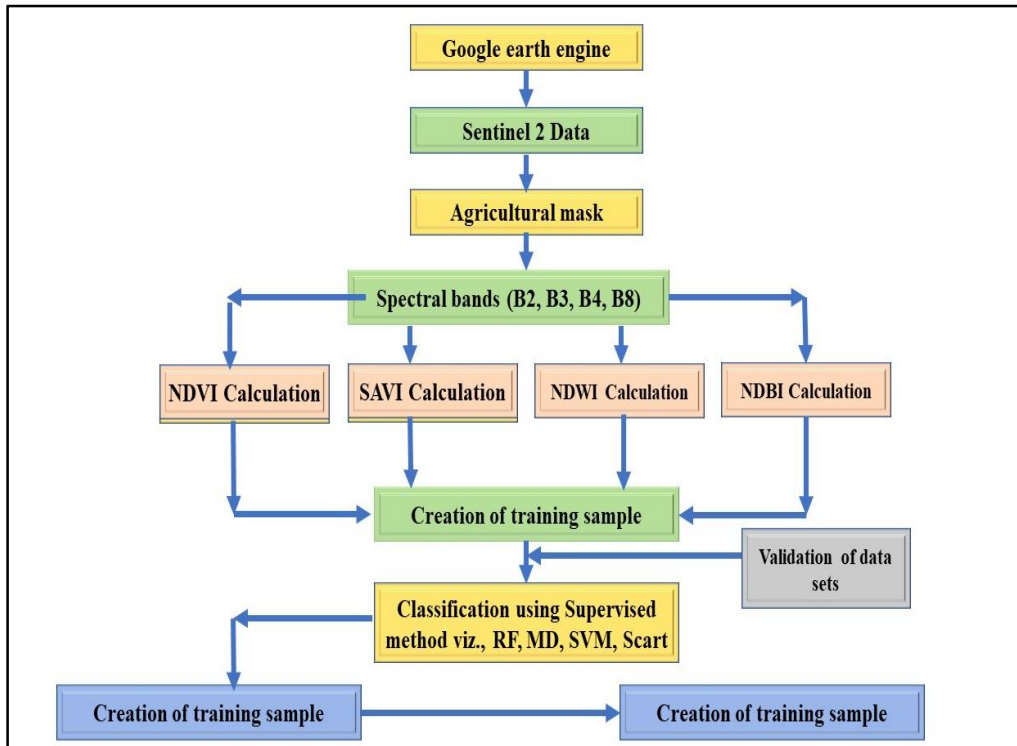 Google earth engine
Sentinel 2 Data
Agricultural mask
Spectral bands (B2, B3, B4, B8)
NDVI Calculation
SAVI Calculation
NDWI Calculation
NDBI Calculation
Creation of training sample
Validation of data
sets
Classification using Supervised
method viz., RF, MD, SVM, Scart
Creation of training sample
Creation of training sample